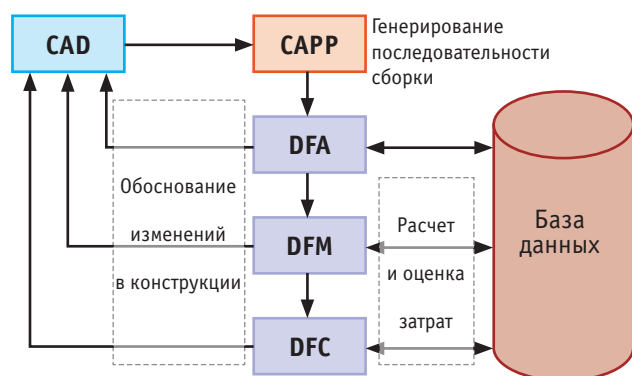 CAD
CAPP
Генерирование
последовательности
сборки
DFA
Обоснование
изменений
в конструкции
DFM
Расчет
и оценка
затрат
База
данных
DFC